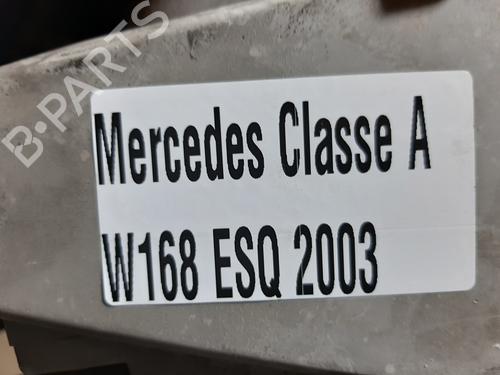 B-PARTS
Mercedes Classe A
W168 ESQ 2003